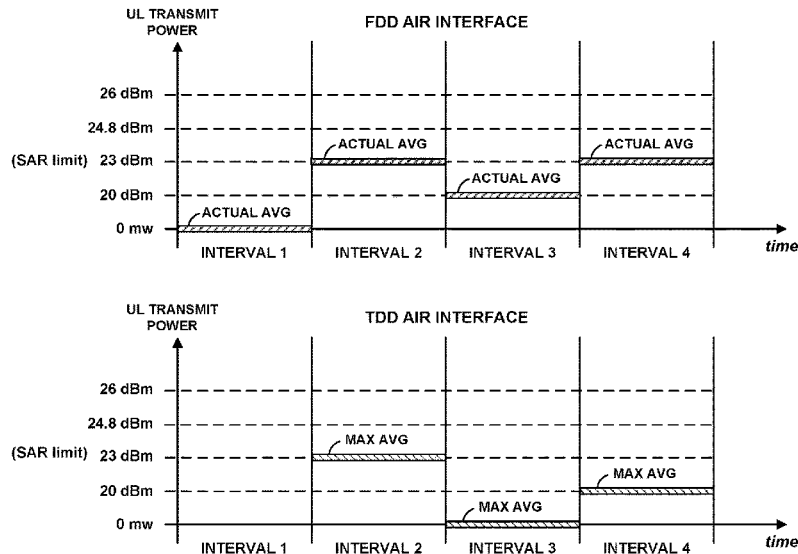 UL TRANSMIT
POWER
FDD AIR INTERFACE
26 dBm
24.8 dBm
ACTUAL AVG
ACTUAL AVG
(SAR limit) 23 dBm
ACTUAL AVG
20 dBm
ACTUAL AVG
0 mw
INTERVAL 1 INTERVAL 2 INTERVAL 3 INTERVAL 4 time
UL TRANSMIT
POWER
TDD AIR INTERFACE
26 dBm
24.8 dBm
MAX AVG
(SAR limit) 23 dBm
MAX AVG
20 dBm
MAX AVG
0 mw
INTERVAL 1 INTERVAL 2 INTERVAL 3 INTERVAL 4 time